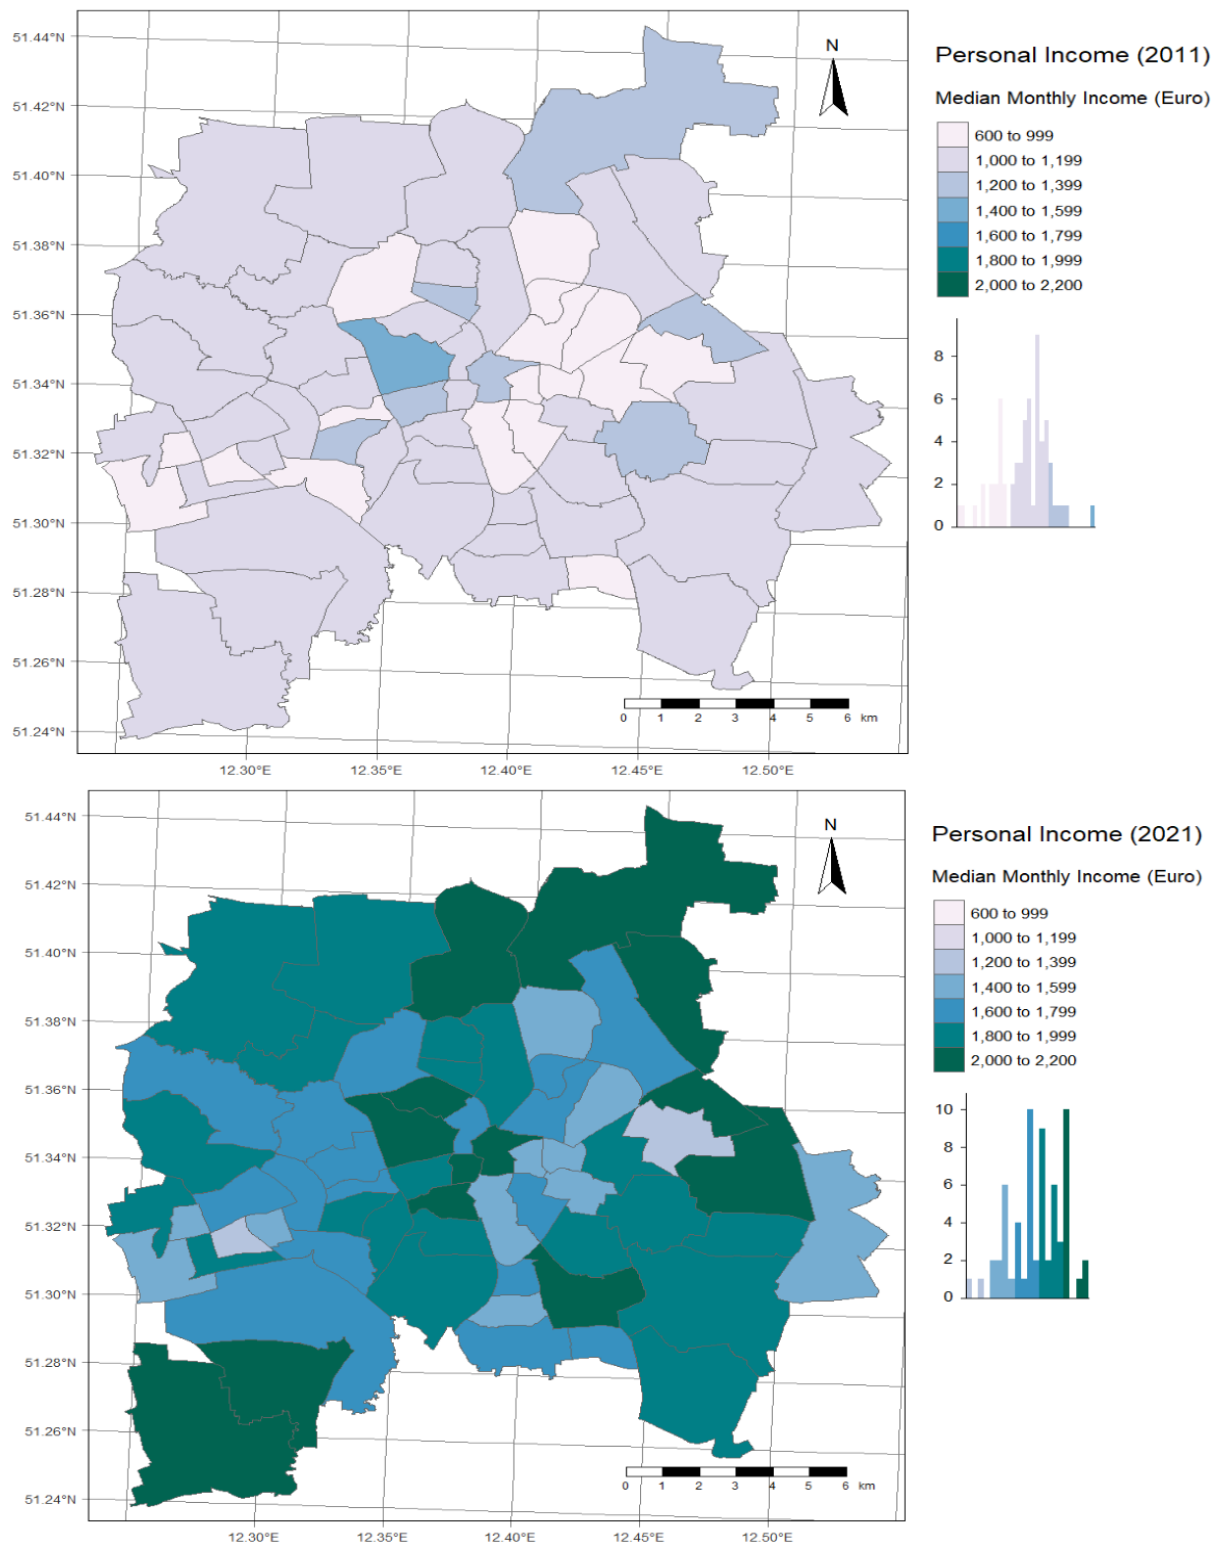 Personal Income (2011)
Median Monthly Income (Euro)
600 to 999
1,000 to 1,199
1,200 to 1,399
1,400 to 1,599
1,600 to 1,799
1,800 to 1,999
2,000 to 2,200
N
51.44°N
51.42°N
51.40°N
51.38°N
51.36°N
51.34°N
51.32°N
51.30°N
51.28°N
51.26°N
51.24°N
8
6
4
2
0
0 1 2 3 4 5 6 km
12.30°E 12.35°E 12.40°E 12.45°E 12.50°E
Personal Income (2021)
Median Monthly Income (Euro)
600 to 999
1,000 to 1,199
1,200 to 1,399
1,400 to 1,599
1,600 to 1,799
1,800 to 1,999
2,000 to 2,200
N
51.44°N
51.42°N
51.40°N
51.38°N
51.36°N
51.34°N
51.32°N
51.30°N
51.28°N
51.26°N
51.24°N
10
8
6
4
2
0
0 1 2 3 4 5 6 km
12.30°E 12.35°E 12.40°E 12.45°E 12.50°E